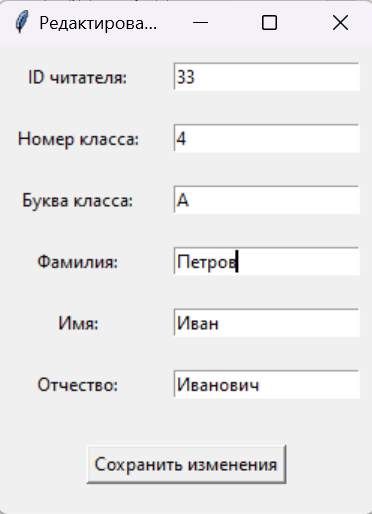 Редактирова...
ID читателя: 33
Номер класса: 4
Буква класса: А
Фамилия: Петров
Имя: Иван
Отчество: Иванович
Сохранить изменения